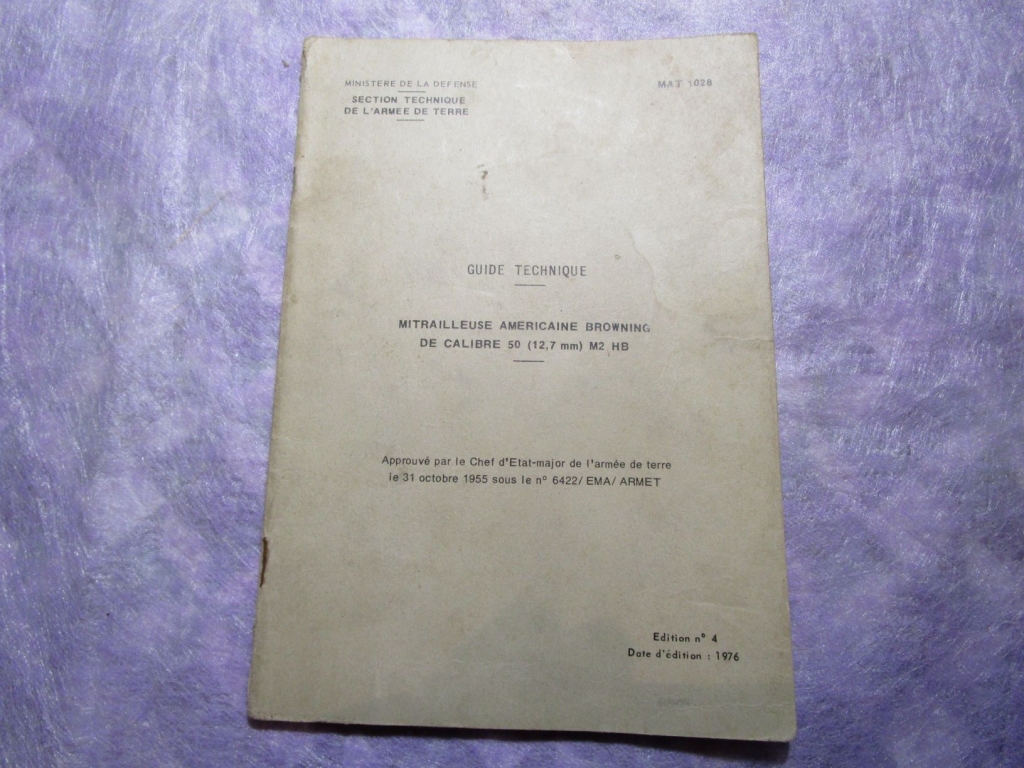 MINISTERE DE LA DEFENSE
SECTION TECHNIQUE
DE L'ARMEE DE TERRE
MAT 1028
GUIDE TECHNIQUE
MITRAILLEUSE AMERICAINE BROWNING
DE CALIBRE 50 (12,7 mm) M2 HB
Approuvé par le Chef d'Etat-major de l'armée de terre
le 31 octobre 1955 sous le n° 6422/ EMA/ ARMET
Edition n° 4
Date d'édition : 1976